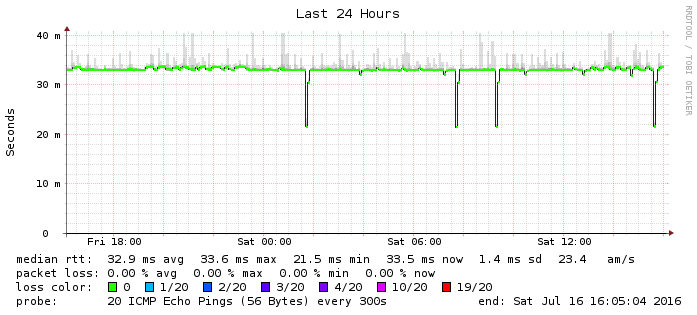 Last 24 Hours
RRDTOOL / TOBI OETIKER
Seconds
40 m
30 m
20 m
10 m
0
Fri 18:00 Sat 00:00 Sat 06:00 Sat 12:00
median rtt: 32.9 ms avg 33.6 ms max 21.5 ms min 33.5 ms now 1.4 ms sd 23.4 am/s
packet loss: 0.00 % avg 0.00 % max 0.00 % min 0.00 % now
loss color: 0 1/20 2/20 3/20 4/20 10/20 19/20
probe: 20 ICMP Echo Pings (56 Bytes) every 300s end: Sat Jul 16 16:05:04 2016